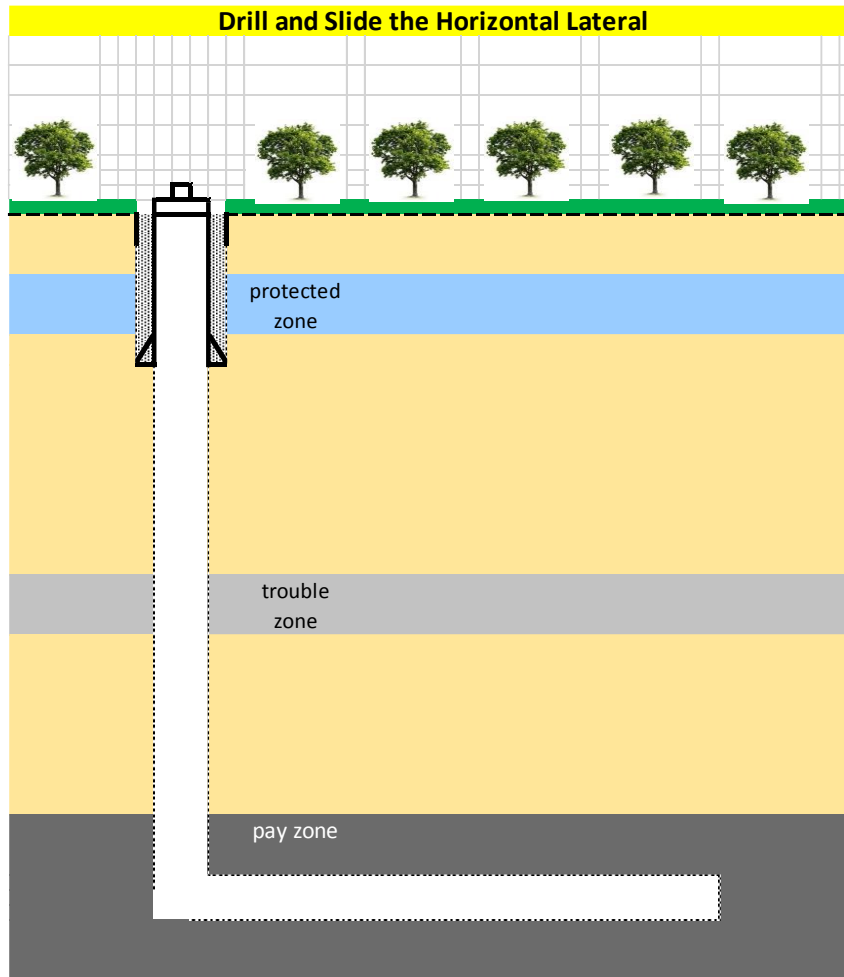 Drill and Slide the Horizontal Lateral
protected
zone
trouble
zone
pay zone